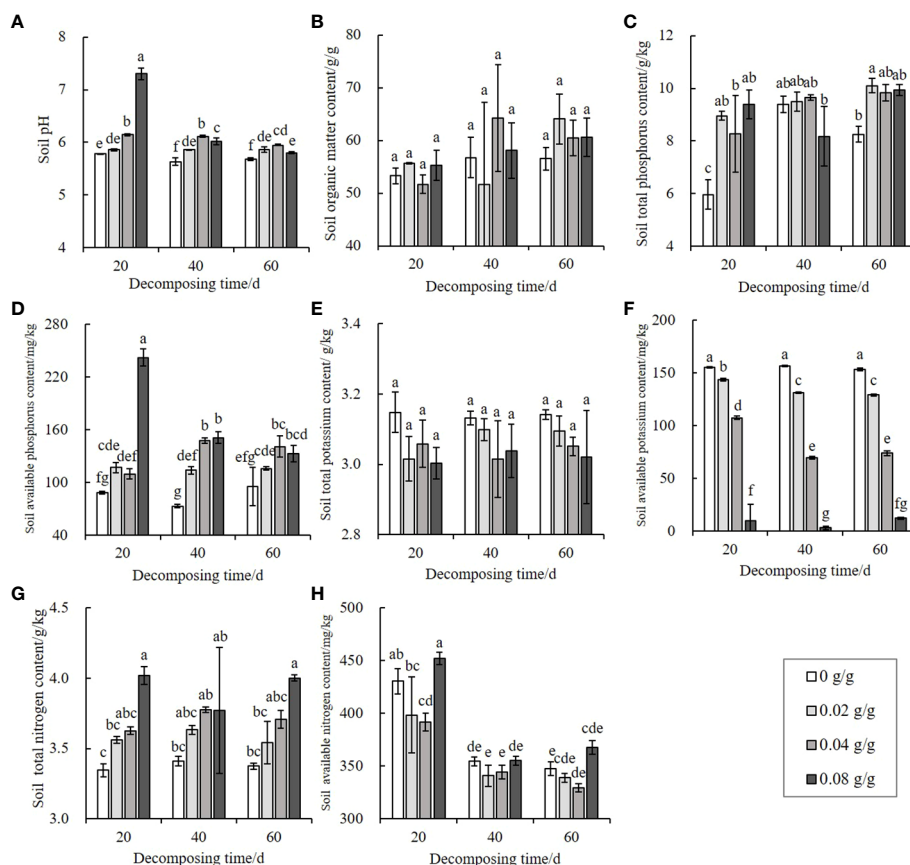 A
8
7
6
5
4
Soil pH
e de b a
f de b c
f de cd e
20 40 60
Decomposing time/d
B
80
70
60
50
40
Soil organic matter content/g/g
a a a a
a a a a
a a a a
20 40 60
Decomposing time/d
C
12
10
8
6
4
Soil total phosphorus content/g/kg
c ab b ab
ab ab ab b
b a ab ab
20 40 60
Decomposing time/d
D
280
220
160
100
40
Soil available phosphorus content/mg/kg
fg cde def a
g def b b
efg cde bc bcd
20 40 60
Decomposing time/d
E
3.4
3.2
3.0
2.8
Soil total potassium content/ g/kg
a a a a
a a a a
a a a a
20 40 60
Decomposing time/d
F
200
150
100
50
0
Soil available potassium content/mg/kg
a b d f
a c e g
a c e fg
20 40 60
Decomposing time/d
G
4.5
4.0
3.5
3.0
Soil total nitrogen content/g/kg
c bc abc a
bc abc ab ab
bc bc abc a
20 40 60
Decomposing time/d
H
500
450
400
350
300
Soil available nitrogen content/mg/kg
ab bc cd a
de e e de
e cde de cde
20 40 60
Decomposing time/d
0 g/g
0.02 g/g
0.04 g/g
0.08 g/g